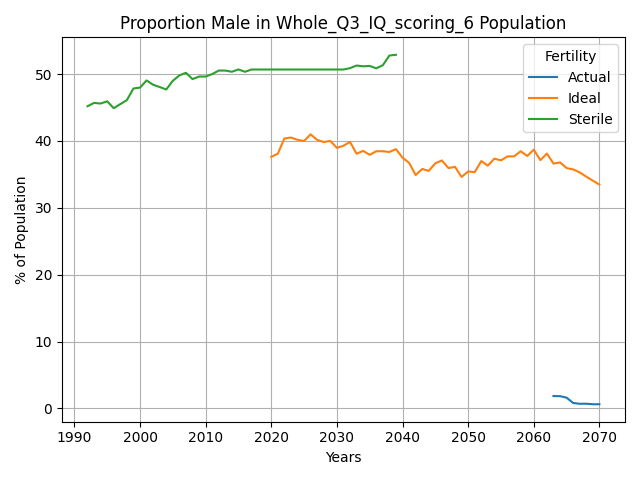 Proportion Male in Whole_Q3_IQ_scoring_6 Population
Fertility
Actual
Ideal
Sterile
% of Population
50
40
30
20
10
0
1990 2000 2010 2020 2030 2040 2050 2060 2070
Years